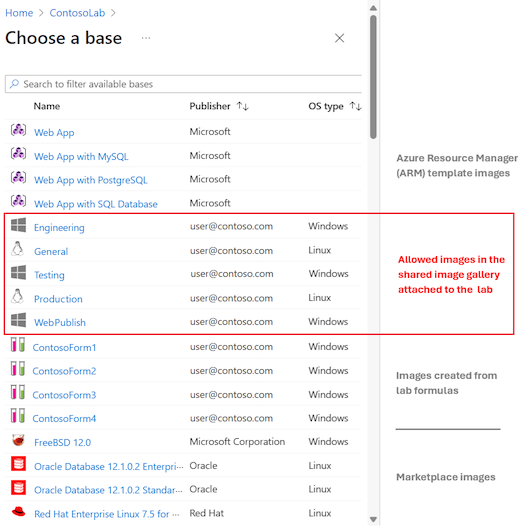 Home > ContosoLab >
Choose a base ...
Search to filter available bases
Name Publisher ↑↓ OS type ↑↓
Web App Microsoft
Web App with MySQL Microsoft
Web App with PostgreSQL Microsoft
Web App with SQL Database Microsoft
Azure Resource Manager
(ARM) template images
Engineering user@contoso.com Windows
General user@contoso.com Linux
Testing user@contoso.com Windows
Production user@contoso.com Linux
WebPublish user@contoso.com Windows
Allowed images in the
shared image gallery
attached to the lab
ContosoForm1 user@contoso.com Windows
ContosoForm2 user@contoso.com Windows
ContosoForm3 user@contoso.com Windows
ContosoForm4 user@contoso.com Windows
Images created from
lab formulas
FreeBSD 12.0 Microsoft Corporation Windows
Oracle Database 12.1.0.2 Enterpri... Oracle Linux
Oracle Database 12.1.0.2 Standar... Oracle Linux
Red Hat Enterprise Linux 7.5 for ... Red Hat Linux
Marketplace images